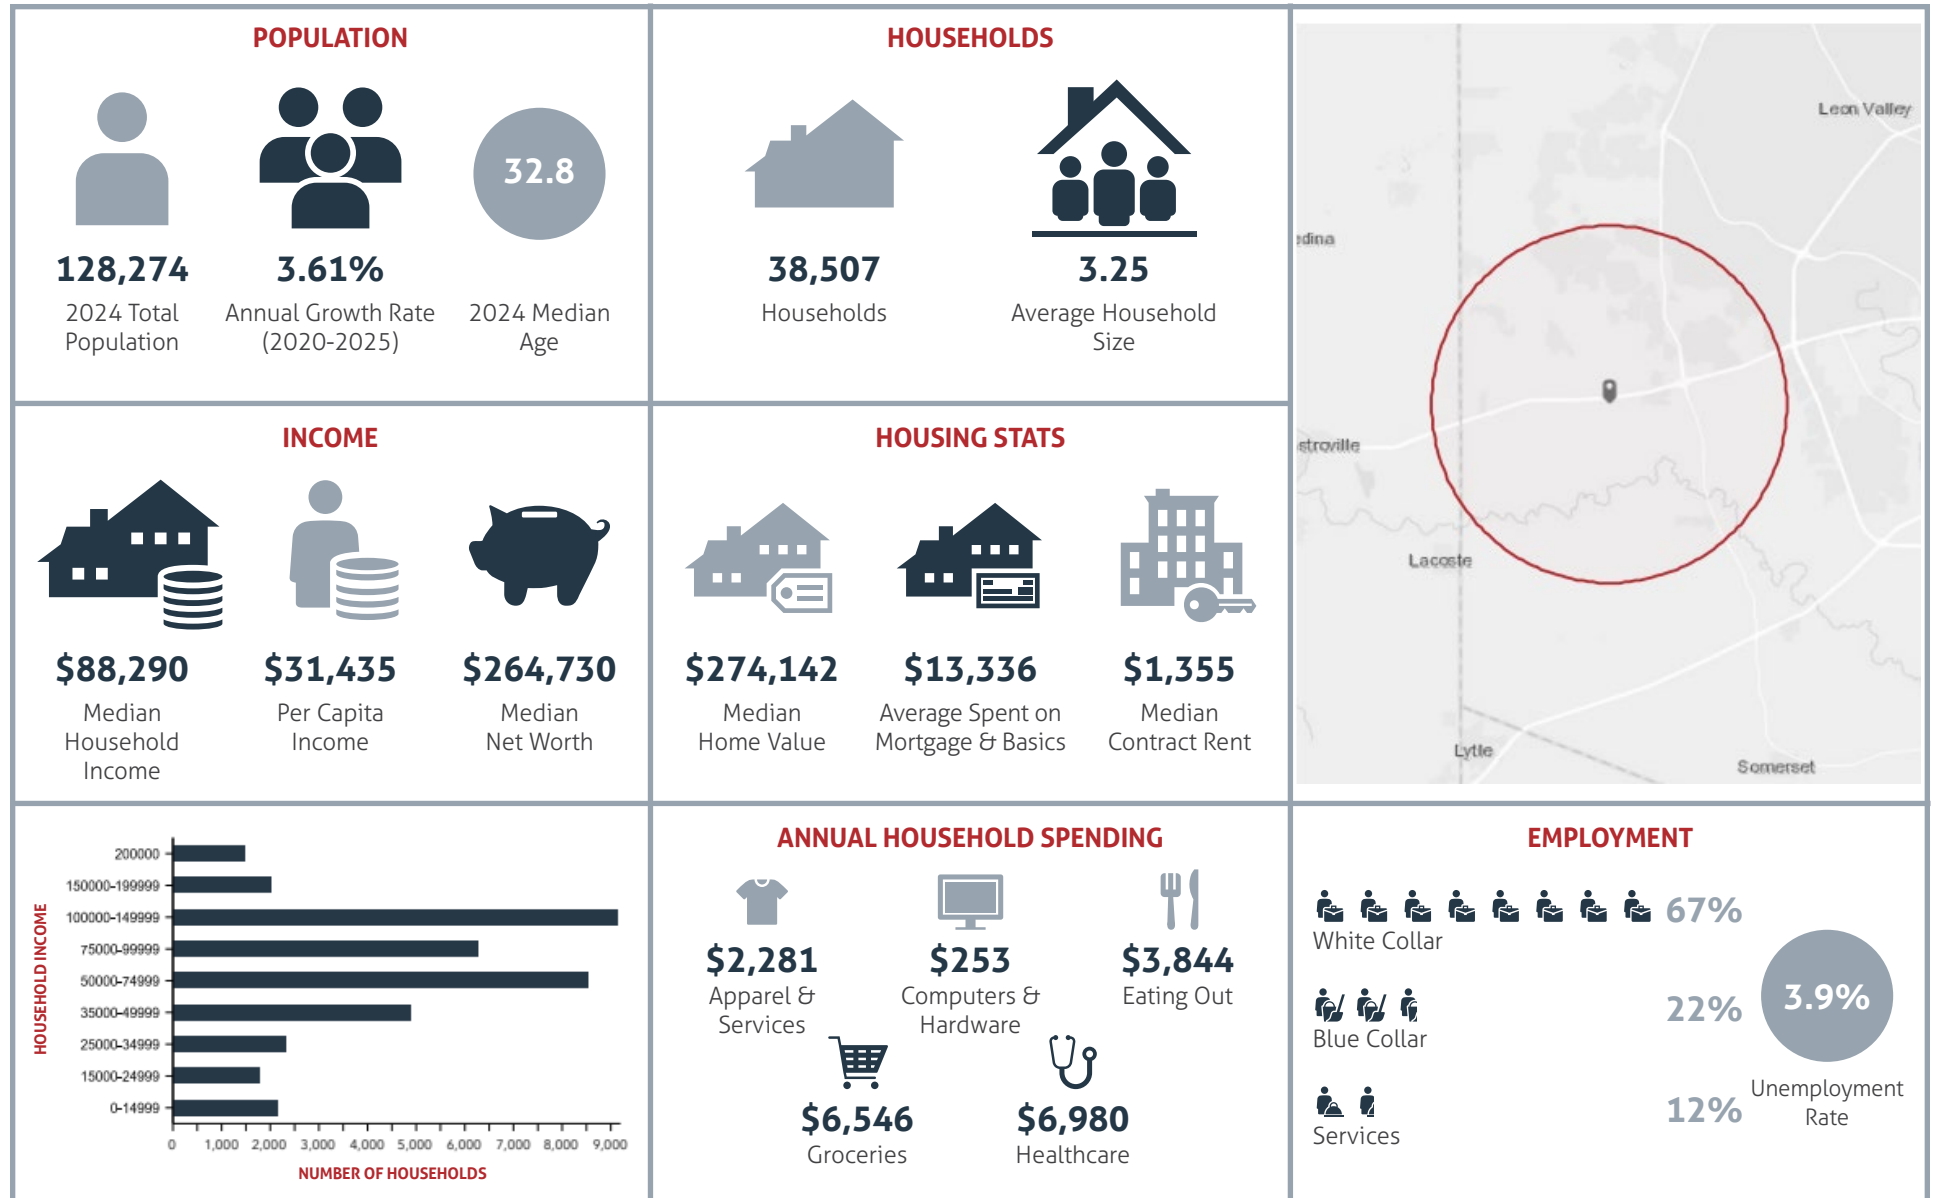 POPULATION
32.8
128,274
2024 Total
Population
3.61%
Annual Growth Rate
(2020-2025)
2024 Median
Age
HOUSEHOLDS
38,507
Households
3.25
Average Household
Size
Leon Valley
edina
stroville
Lacoste
Lytle
Somerset
INCOME
$88,290
Median
Household
Income
$31,435
Per Capita
Income
$264,730
Median
Net Worth
HOUSING STATS
$274,142
Median
Home Value
$13,336
Average Spent on
Mortgage & Basics
$1,355
Median
Contract Rent
HOUSEHOLD INCOME
200000
150000-199999
100000-149999
75000-99999
50000-74999
35000-49999
25000-34999
15000-24999
0-14999
0 1,000 2,000 3,000 4,000 5,000 6,000 7,000 8,000 9,000
NUMBER OF HOUSEHOLDS
ANNUAL HOUSEHOLD SPENDING
$2,281
Apparel &
Services
$253
Computers &
Hardware
$3,844
Eating Out
$6,546
Groceries
$6,980
Healthcare
EMPLOYMENT
67%
White Collar
22%
Blue Collar
12%
Services
3.9%
Unemployment
Rate